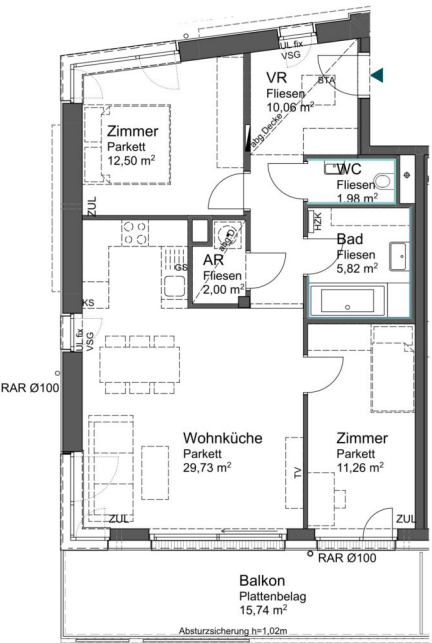 UL fix
VSG
VR
Fliesen
10,06 m²
BTA
abg.Decke
Zimmer
Parkett
12,50 m²
WC
Fliesen
1,98 m²
ZUL
HZK
Bad
Fliesen
5,82 m²
abg.D
GS
AR
Fliesen
2,00 m²
KS
UL fix
VSG
RAR Ø100
Wohnküche
Parkett
29,73 m²
TV
Zimmer
Parkett
11,26 m²
ZUL
ZUL
RAR Ø100
Balkon
Plattenbelag
15,74 m²
Absturzsicherung h=1,02m